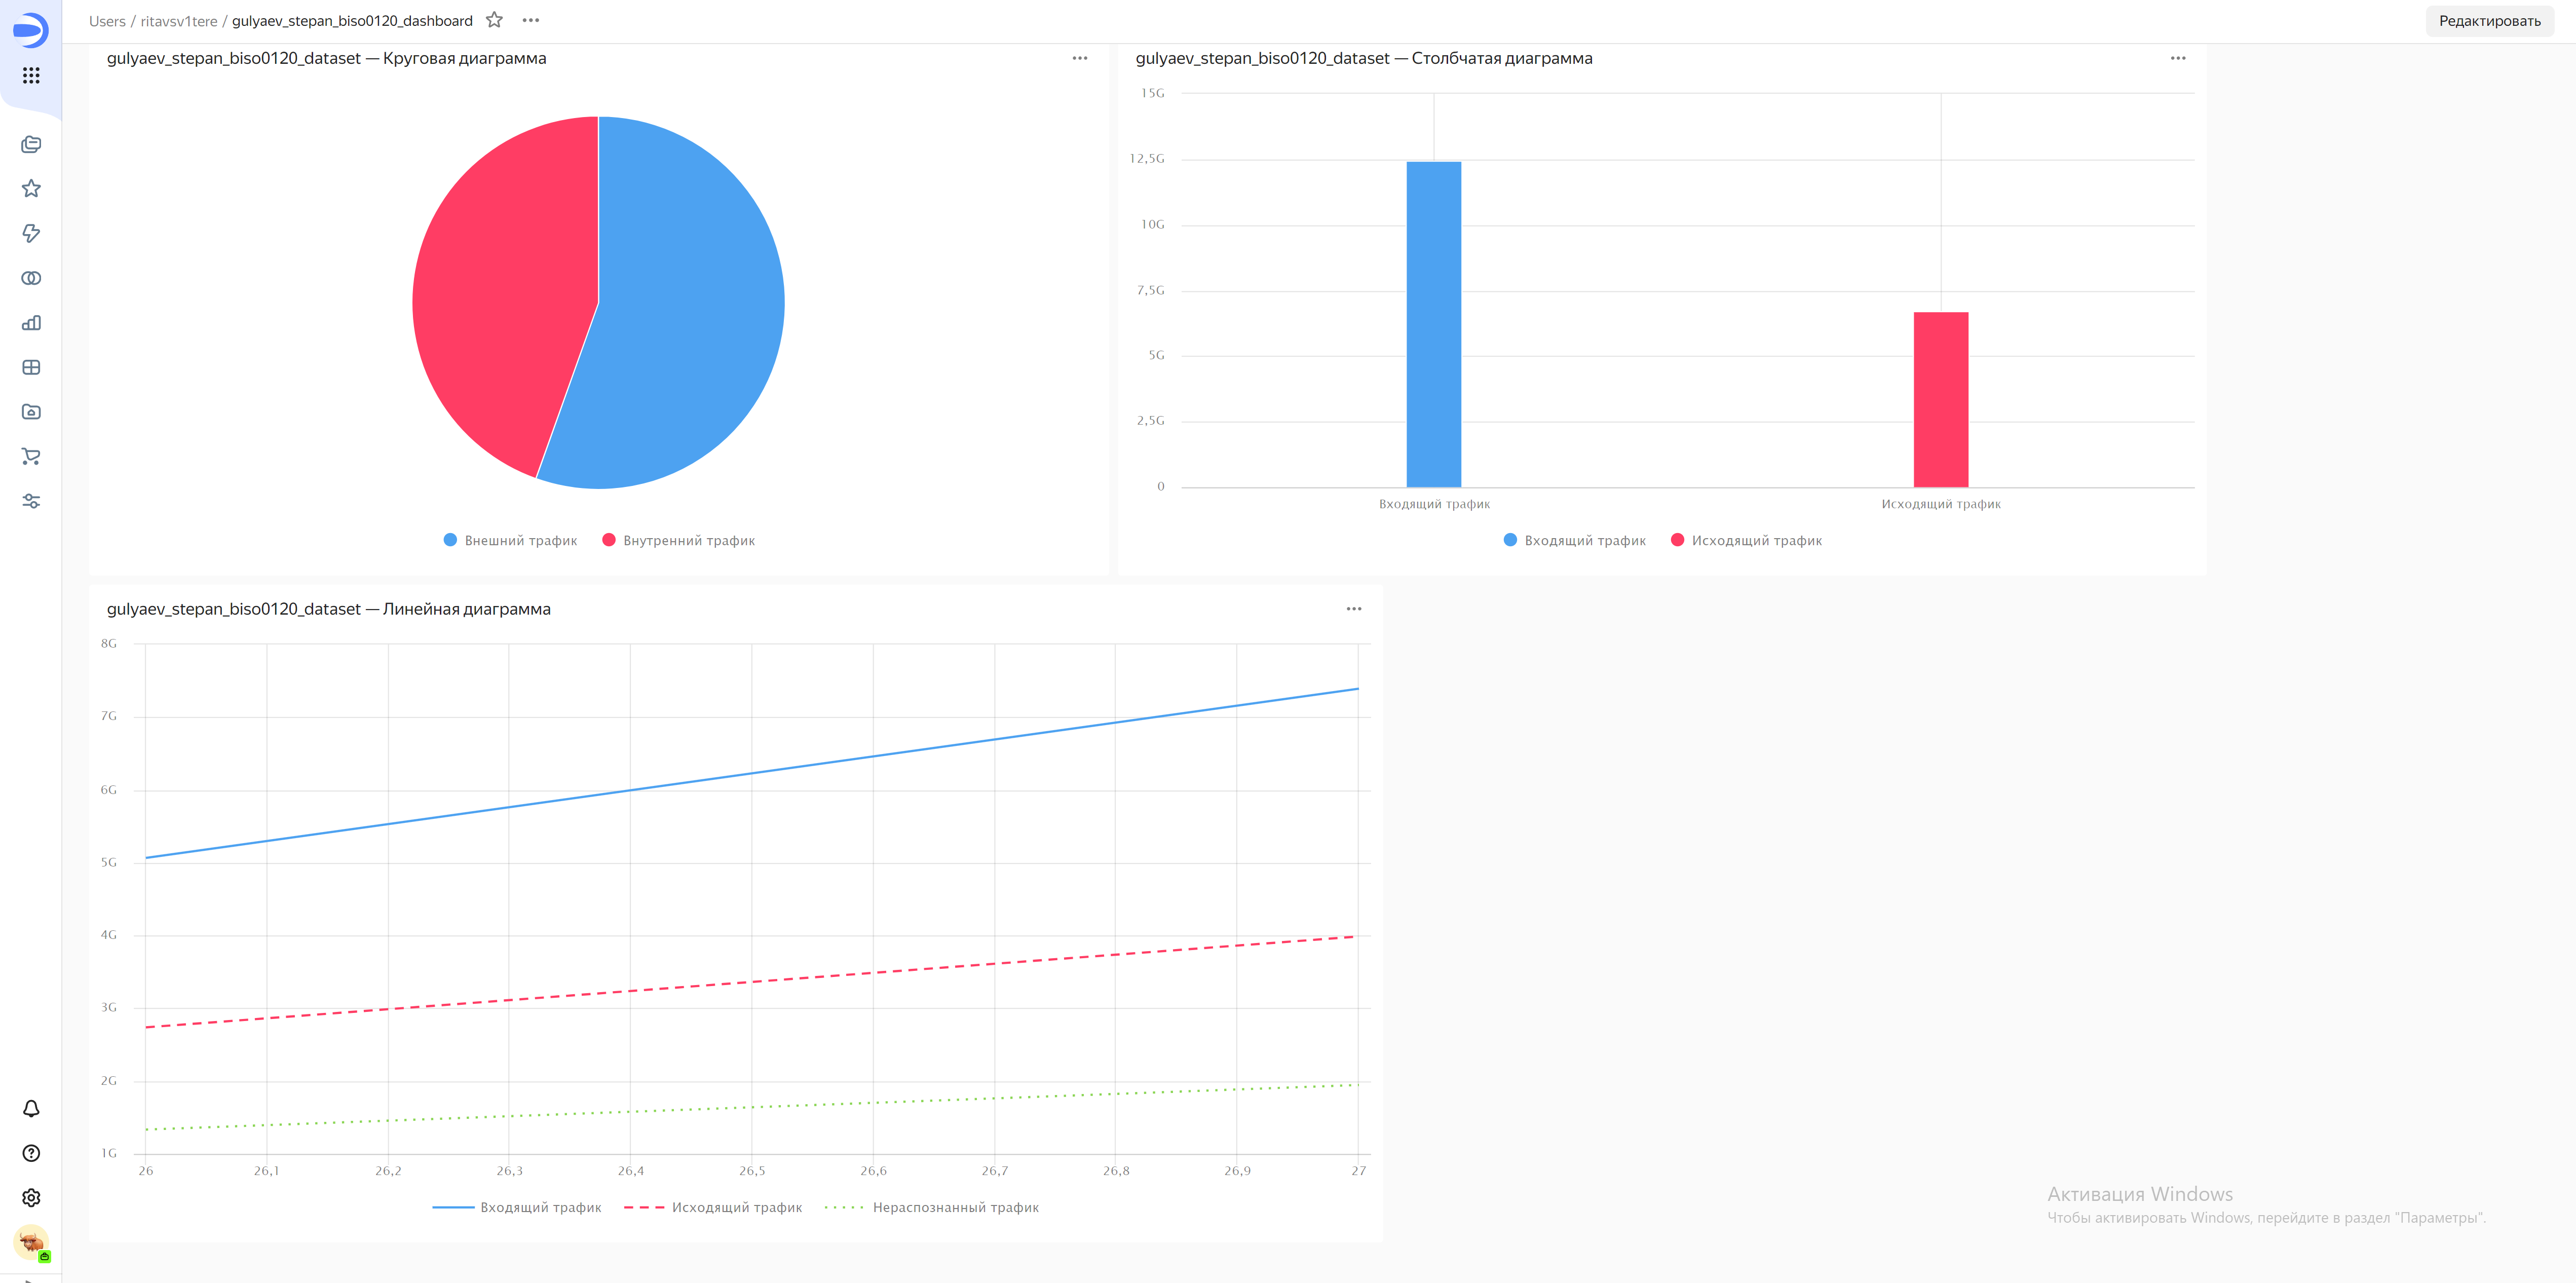 Users / ritavsv1tere / gulyaev_stepan_biso0120_dashboard
Редактировать
gulyaev_stepan_biso0120_dataset — Круговая диаграмма
Внешний трафик Внутренний трафик
gulyaev_stepan_biso0120_dataset — Столбчатая диаграмма
15G
12,5G
10G
7,5G
5G
2,5G
0
Входящий трафик Исходящий трафик
Входящий трафик Исходящий трафик
gulyaev_stepan_biso0120_dataset — Линейная диаграмма
8G
7G
6G
5G
4G
3G
2G
1G
26 26,1 26,2 26,3 26,4 26,5 26,6 26,7 26,8 26,9 27
Входящий трафик Исходящий трафик Нераспознанный трафик
Активация Windows
Чтобы активировать Windows, перейдите в раздел "Параметры".